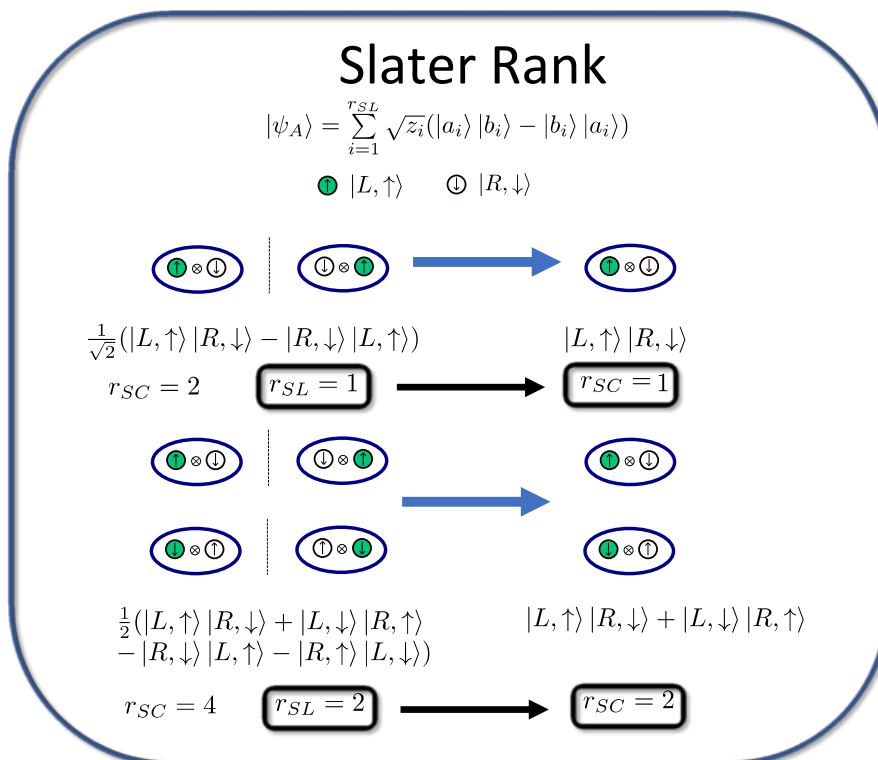 Slater Rank
|ψ_A⟩ = ∑_{i=1}^{r_{SL}} √z_i(|a_i⟩ |b_i⟩ − |b_i⟩ |a_i⟩)
↑ |L,↑⟩ ↓ |R,↓⟩
↑ ⊗ ↓ ↓ ⊗ ↑ ↑ ⊗ ↓
1/√2(|L,↑⟩ |R,↓⟩ − |R,↓⟩ |L,↑⟩) |L,↑⟩ |R,↓⟩
r_{SC} = 2 r_{SL} = 1 r_{SC} = 1
↑ ⊗ ↓ ↓ ⊗ ↑ ↑ ⊗ ↓
↓ ⊗ ↑ ↑ ⊗ ↓ ↓ ⊗ ↑
1/2(|L,↑⟩ |R,↓⟩ + |L,↓⟩ |R,↑⟩ |L,↑⟩ |R,↓⟩ + |L,↓⟩ |R,↑⟩
− |R,↓⟩ |L,↑⟩ − |R,↑⟩ |L,↓⟩)
r_{SC} = 4 r_{SL} = 2 r_{SC} = 2